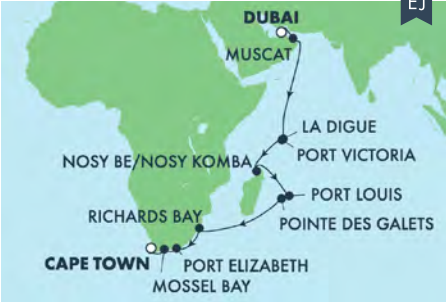 EJ
DUBAI
MUSCAT
LA DIGUE
PORT VICTORIA
NOSY BE/NOSY KOMBA
PORT LOUIS
POINTE DES GALETS
RICHARDS BAY
CAPE TOWN
PORT ELIZABETH
MOSSEL BAY